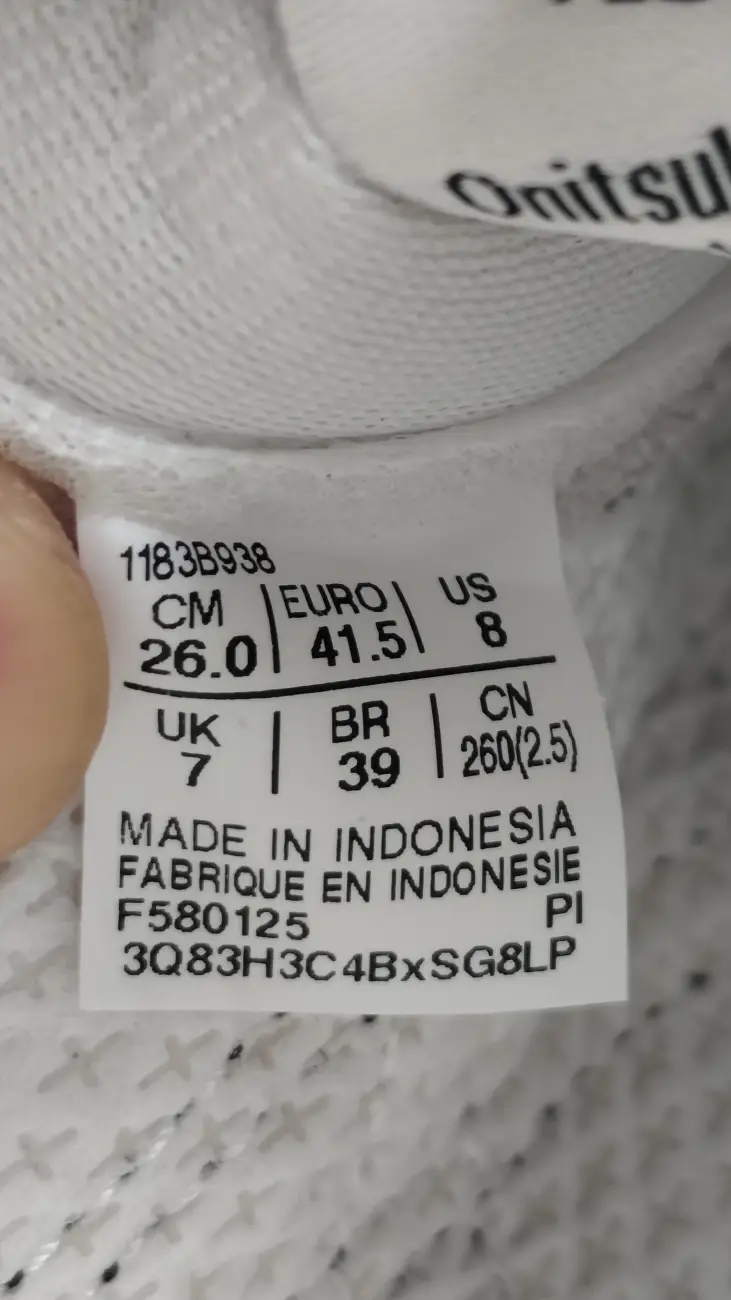 Onitsu
1183B938
CM | EURO | US
26.0 | 41.5 | 8
UK | BR | CN
7 | 39 | 260(2.5)
MADE IN INDONESIA
FABRIQUE EN INDONESIE
F580125 PI
3Q83H3C4BxSG8LP